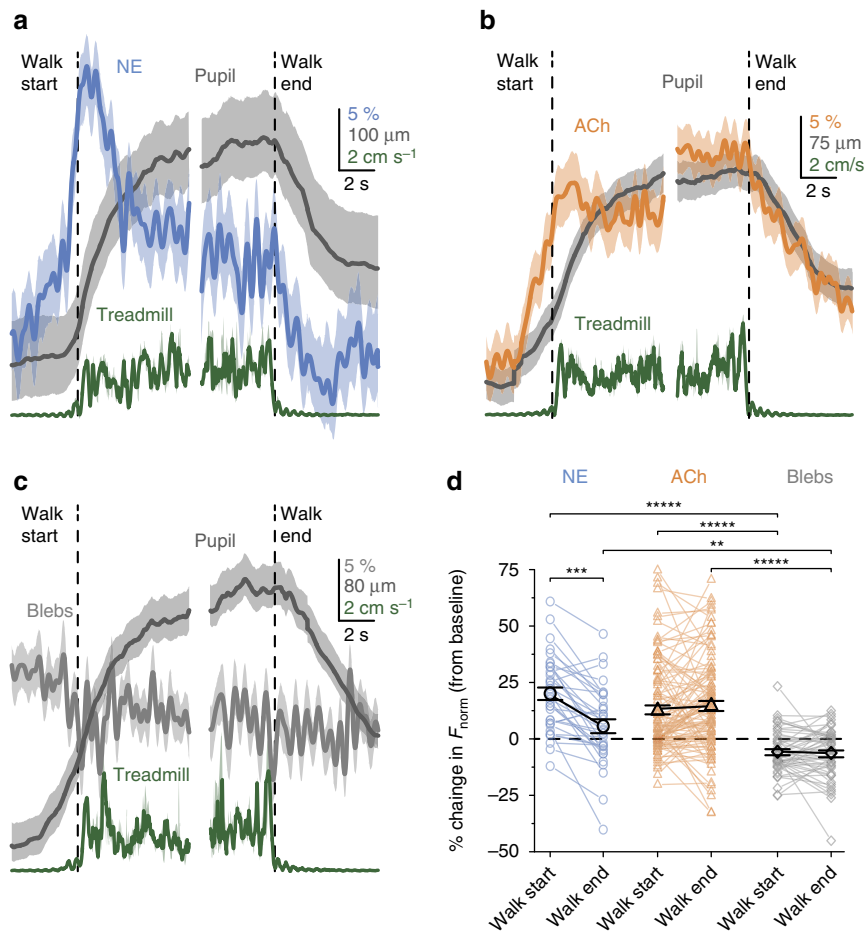 a
Walk
start
NE
Pupil
Walk
end
5 %
100 μm
2 cm s⁻¹
2 s
Treadmill
b
Walk
start
ACh
Pupil
Walk
end
5 %
75 μm
2 cm/s
2 s
Treadmill
c
Walk
start
Blebs
Pupil
Walk
end
5 %
80 μm
2 cm s⁻¹
2 s
Treadmill
d
NE
ACh
Blebs
*****
*****
**
***
*****
75
50
25
0
–25
–50
% chainge in Fnorm (from baseline)
Walk start
Walk end
Walk start
Walk end
Walk start
Walk end